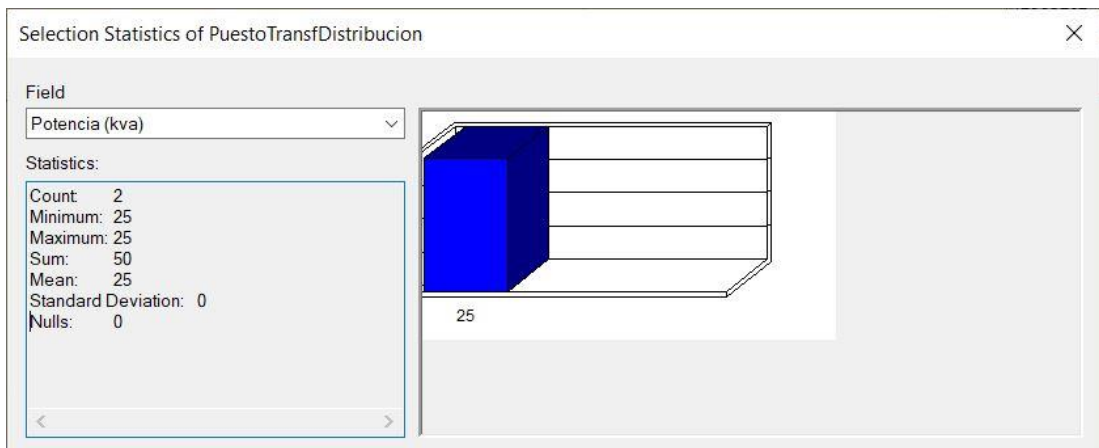 Selection Statistics of PuestoTransfDistribucion
Field
Potencia (kva)
Statistics:
Count: 2
Minimum: 25
Maximum: 25
Sum: 50
Mean: 25
Standard Deviation: 0
Nulls: 0
25